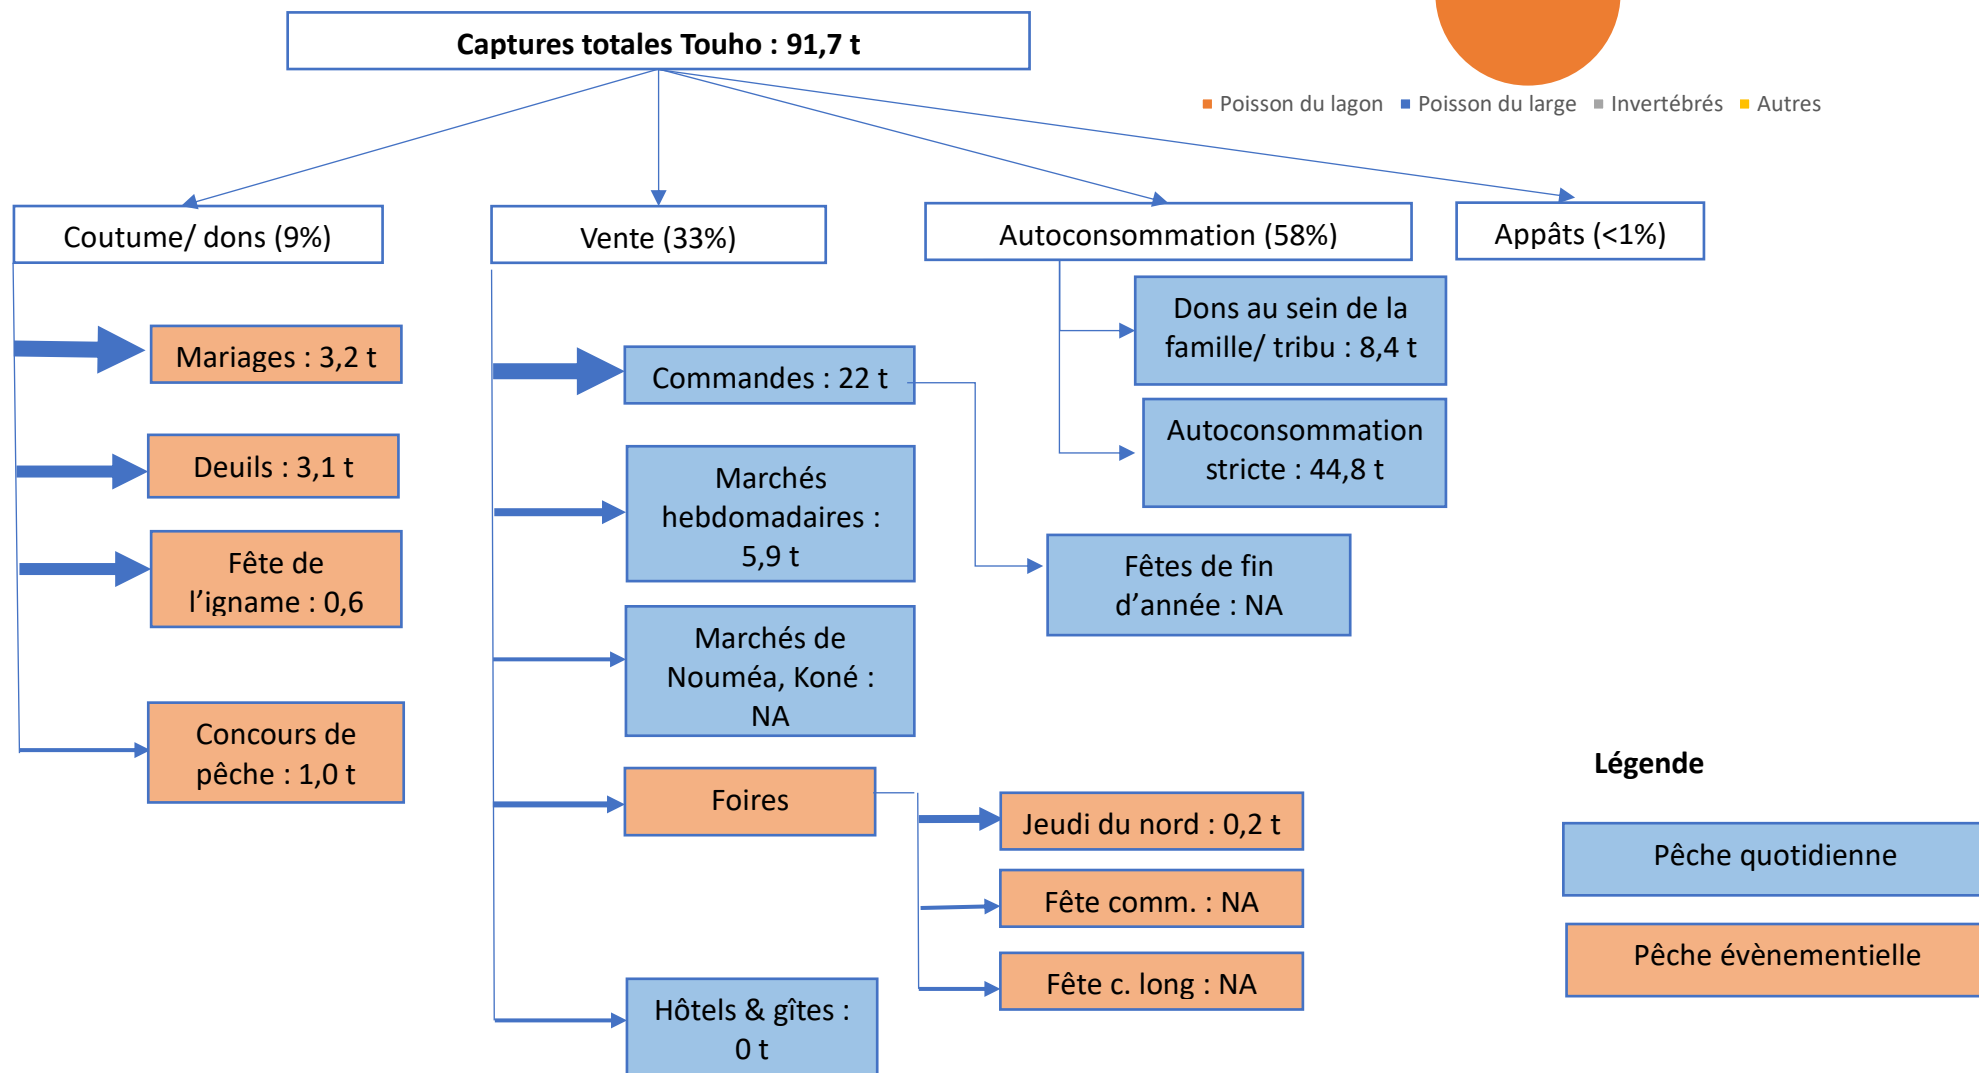 Captures totales Touho : 91,7 t
Poisson du lagon Poisson du large Invertébrés Autres
Coutume/ dons (9%)
Vente (33%)
Autoconsommation (58%)
Appâts (<1%)
Mariages : 3,2 t
Deuils : 3,1 t
Fête de
l’igname : 0,6
Concours de
pêche : 1,0 t
Commandes : 22 t
Marchés
hebdomadaires :
5,9 t
Marchés de
Nouméa, Koné :
NA
Foires
Hôtels & gîtes :
0 t
Dons au sein de la
famille/ tribu : 8,4 t
Autoconsommation
stricte : 44,8 t
Fêtes de fin
d’année : NA
Jeudi du nord : 0,2 t
Fête comm. : NA
Fête c. long : NA
Légende
Pêche quotidienne
Pêche évènementielle